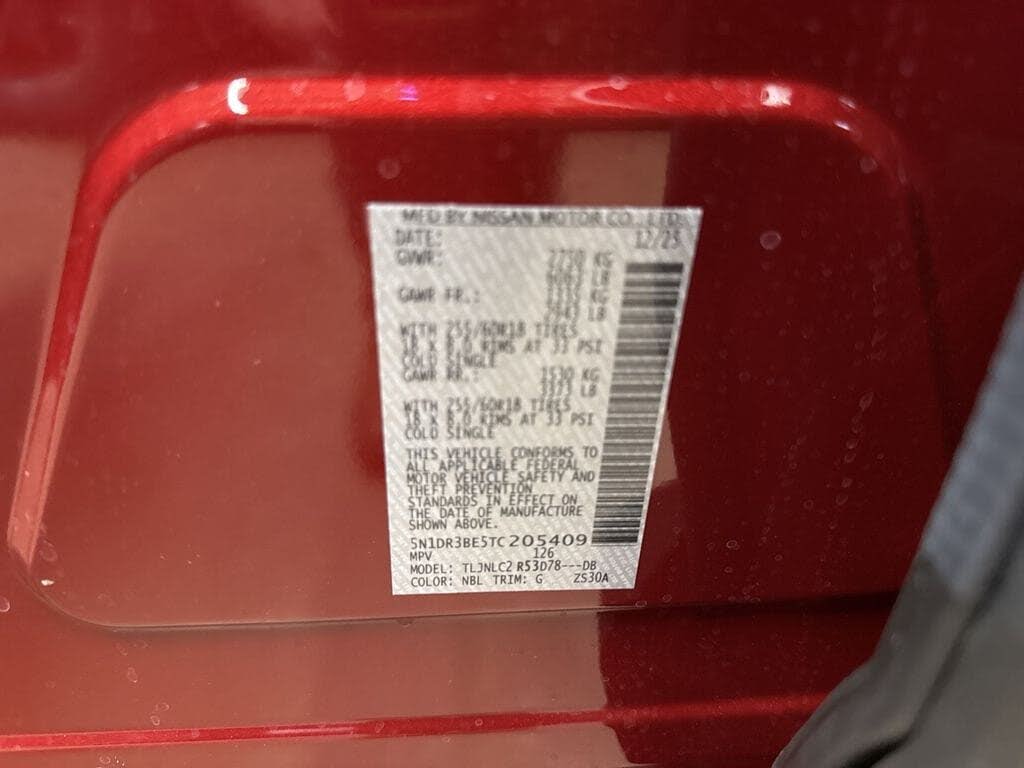 MFD BY NISSAN MOTOR CO., LTD.
DATE: 12/25
GVWR: KG
LB
GAWR FR.: KG
2943 LB
WITH 255/60R18 TIRES
18 X 8.0 RIMS AT 33 PSI
COLD SINGLE
GAWR RR.: 1530 KG
3373 LB
WITH 255/60R18 TIRES
18 X 8.0 RIMS AT 33 PSI
COLD SINGLE
THIS VEHICLE CONFORMS TO
ALL APPLICABLE FEDERAL
MOTOR VEHICLE SAFETY AND
THEFT PREVENTION
STANDARDS IN EFFECT ON
THE DATE OF MANUFACTURE
SHOWN ABOVE.
5N1DR3BE5TC205409
MPV 126
MODEL: TLJNLC2 R53D78---DB
COLOR: NBL TRIM: G ZS30A